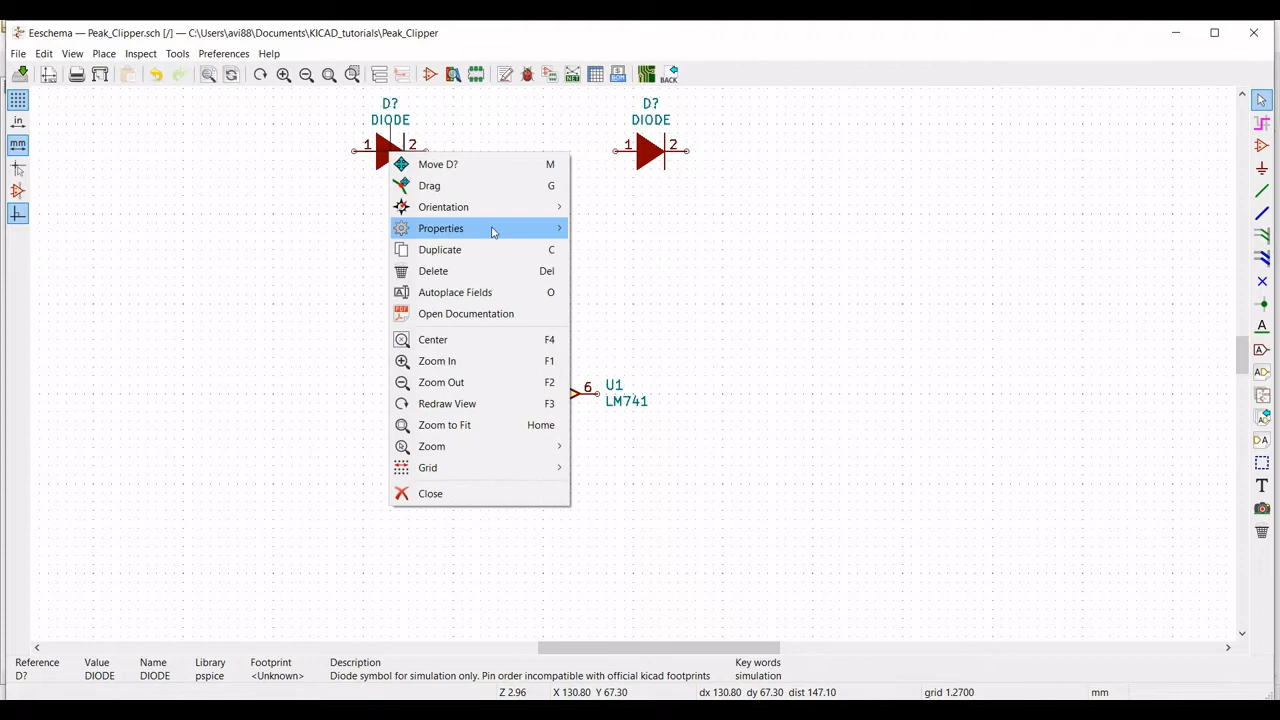 Eeschema — Peak_Clipper.sch [/] — C:\Users\avi88\Documents\KICAD_tutorials\Peak_Clipper
File Edit View Place Inspect Tools Preferences Help
BACK
in
mm
D? D?
DIODE DIODE
1 2 1 2
Move D? M
Drag G
Orientation
Properties
Duplicate C
Delete Del
Autoplace Fields O
Open Documentation
Center F4
Zoom In F1
Zoom Out F2
Redraw View F3
Zoom to Fit Home
Zoom
Grid
Close
6 U1
LM741
Reference Value Name Library Footprint Description Key words
D? DIODE DIODE pspice <Unknown> Diode symbol for simulation only. Pin order incompatible with official kicad footprints simulation
Z 2.96 X 130.80 Y 67.30 dx 130.80 dy 67.30 dist 147.10 grid 1.2700 mm